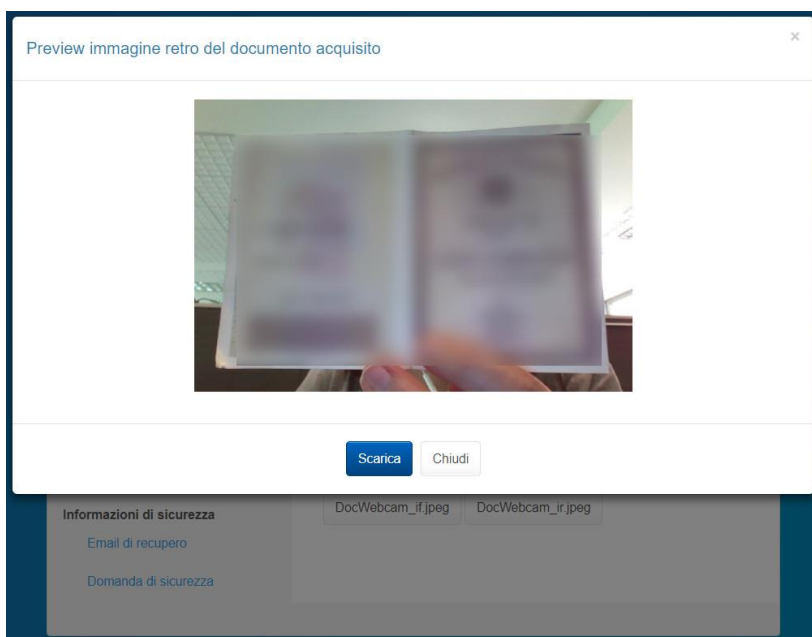 Preview immagine retro del documento acquisito
×
Scarica
Chiudi
Informazioni di sicurezza
DocWebcam_if.jpeg
DocWebcam_ir.jpeg
Email di recupero
Domanda di sicurezza